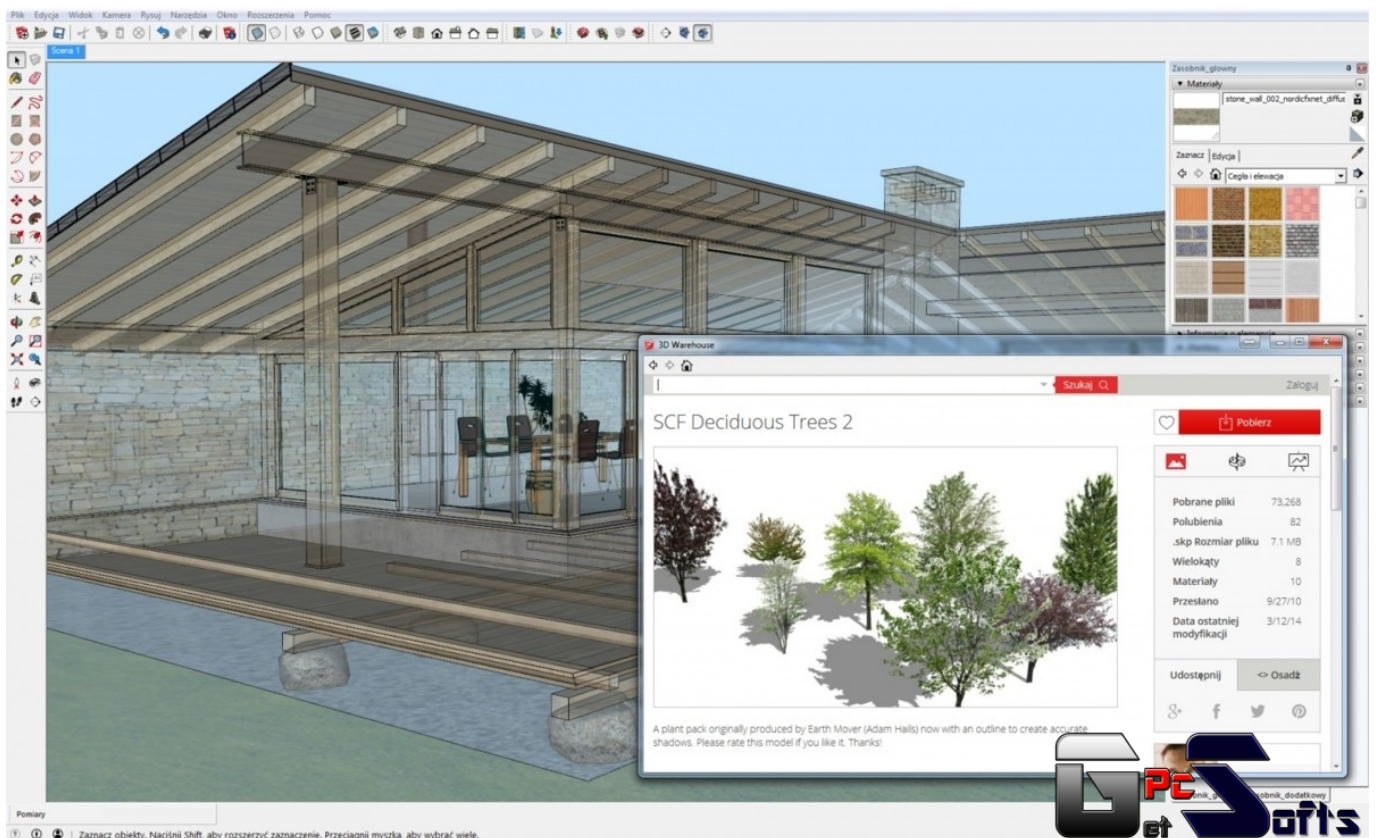 Plik Edycja Widok Kamera Rysuj Narzędzia Okno Rozszerzenia Pomoc
Scena 1
Zasobnik_glowny
Materiały
stone_wall_002_nordicfxnet_diffus
Zaznacz Edycja
Cegła i elewacja
Informacje o elemencie
3D Warehouse
Szukaj
Zaloguj
SCF Deciduous Trees 2
Pobierz
Pobrane pliki 73,268
Polubienia 82
.skp Rozmiar pliku 7.1 MB
Wielokąty 8
Materiały 10
Przesłano 9/27/10
Data ostatniej 3/12/14
modyfikacji
Udostępnij <> Osadź
A plant pack originally produced by Earth Mover (Adam Hails) now with an outline to create accurate
shadows. Please rate this model if you like it. Thanks!
Get PC Softs
Pomiary
Zaznacz obiekty. Naciśnij Shift, aby rozszerzyć zaznaczenie. Przeciągnij myszką, aby wybrać wiele.